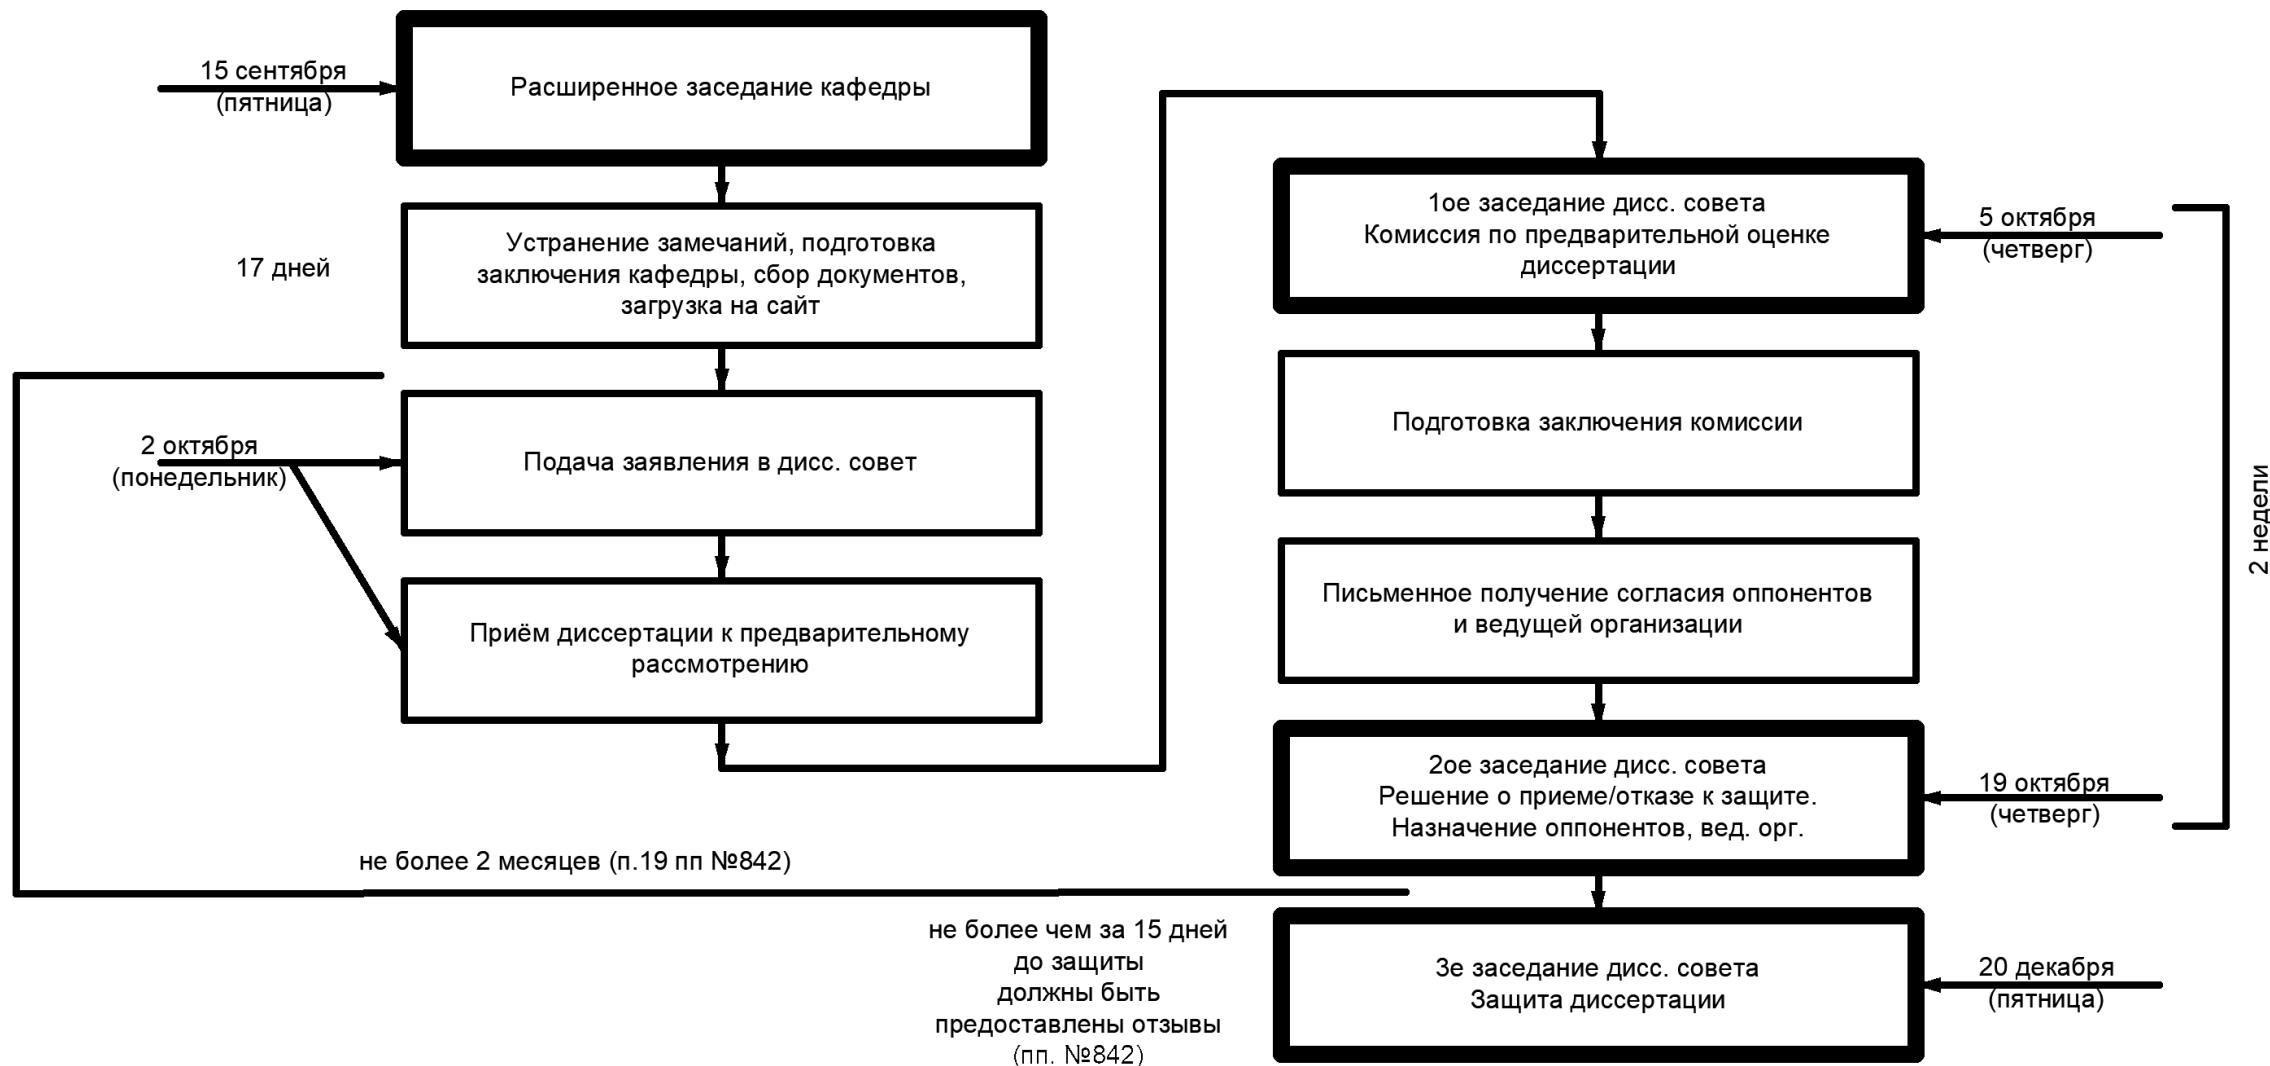 15 сентября
(пятница)
Расширенное заседание кафедры
17 дней
Устранение замечаний, подготовка
заключения кафедры, сбор документов,
загрузка на сайт
2 октября
(понедельник)
Подача заявления в дисс. совет
Приём диссертации к предварительному
рассмотрению
1ое заседание дисс. совета
Комиссия по предварительной оценке
диссертации
5 октября
(четверг)
Подготовка заключения комиссии
Письменное получение согласия оппонентов
и ведущей организации
2 недели
2ое заседание дисс. совета
Решение о приеме/отказе к защите.
Назначение оппонентов, вед. орг.
19 октября
(четверг)
не более 2 месяцев (п.19 пп №842)
не более чем за 15 дней
до защиты
должны быть
предоставлены отзывы
(пп. №842)
3е заседание дисс. совета
Защита диссертации
20 декабря
(пятница)